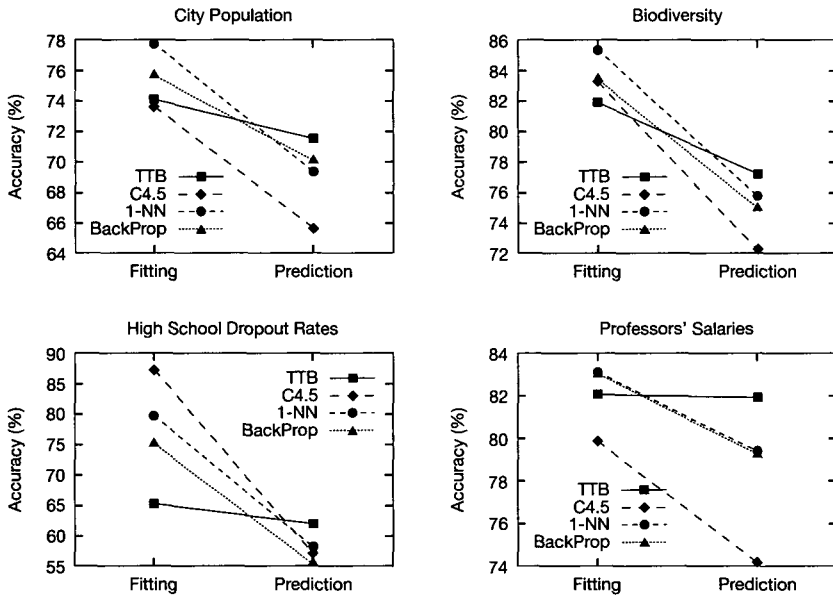 City Population
Accuracy (%)
78
76
74
72
70
68
66
64
TTB
C4.5
1-NN
BackProp
Fitting Prediction
Biodiversity
Accuracy (%)
86
84
82
80
78
76
74
72
TTB
C4.5
1-NN
BackProp
Fitting Prediction
High School Dropout Rates
Accuracy (%)
90
85
80
75
70
65
60
55
TTB
C4.5
1-NN
BackProp
Fitting Prediction
Professors' Salaries
Accuracy (%)
84
82
80
78
76
74
TTB
C4.5
1-NN
BackProp
Fitting Prediction